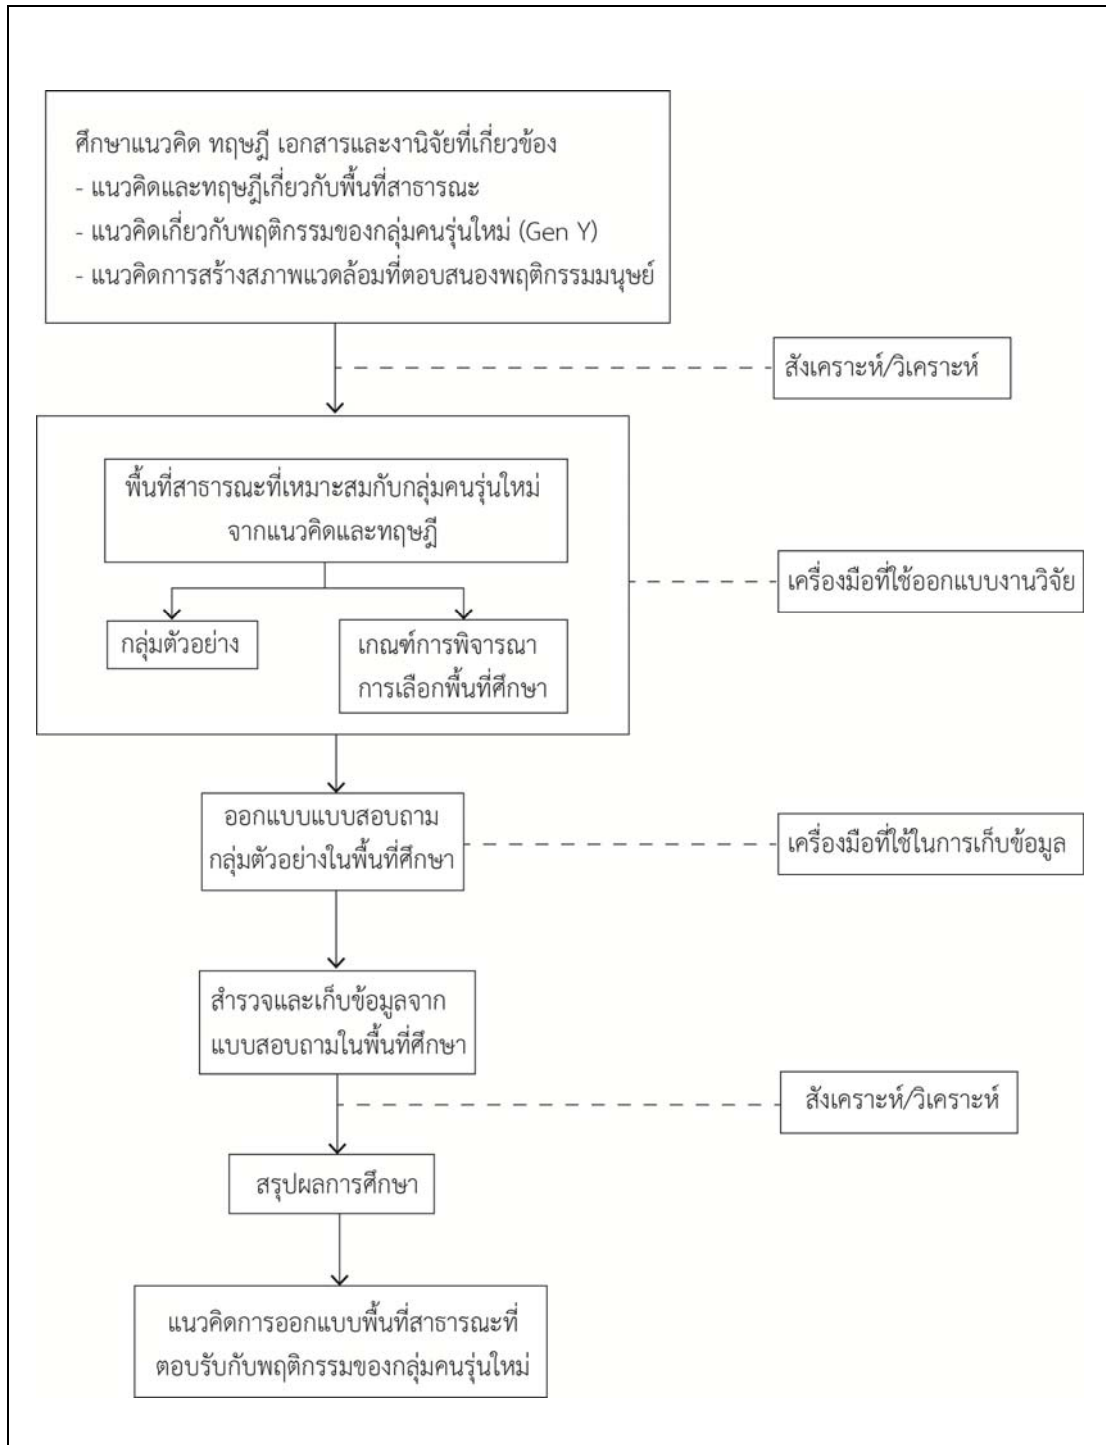 ศึกษาแนวคิด ทฤษฎี เอกสารและงานิจัยที่เกี่ยวข้อง
- แนวคิดและทฤษฎีเกี่ยวกับพื้นที่สาธารณะ
- แนวคิดเกี่ยวกับพฤติกรรมของกลุ่มคนรุ่นใหม่ (Gen Y)
- แนวคิดการสร้างสภาพแวดล้อมที่ตอบสนองพฤติกรรมมนุษย์
สังเคราะห์/วิเคราะห์
พื้นที่สาธารณะที่เหมาะสมกับกลุ่มคนรุ่นใหม่
จากแนวคิดและทฤษฎี
เครื่องมือที่ใช้ออกแบบงานวิจัย
กลุ่มตัวอย่าง
เกณฑ์การพิจารณา
การเลือกพื้นที่ศึกษา
ออกแบบแบบสอบถาม
กลุ่มตัวอย่างในพื้นที่ศึกษา
เครื่องมือที่ใช้ในการเก็บข้อมูล
สำรวจและเก็บข้อมูลจาก
แบบสอบถามในพื้นที่ศึกษา
สังเคราะห์/วิเคราะห์
สรุปผลการศึกษา
แนวคิดการออกแบบพื้นที่สาธารณะที่
ตอบรับกับพฤติกรรมของกลุ่มคนรุ่นใหม่